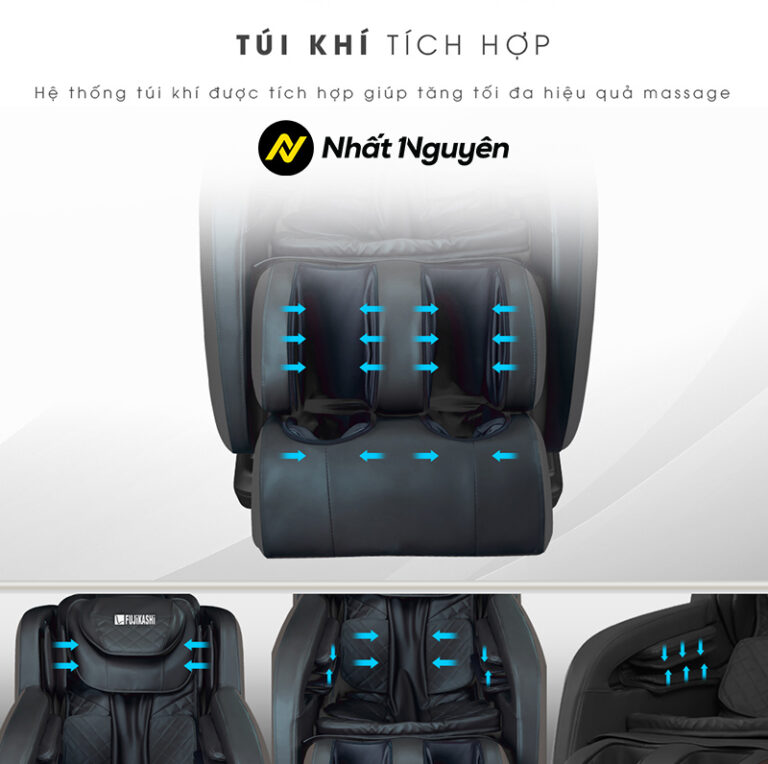 TÚI KHÍ TÍCH HỢP
Hệ thống túi khí được tích hợp giúp tăng tối đa hiệu quả massage
Nhất Nguyên
FUJIKASHI